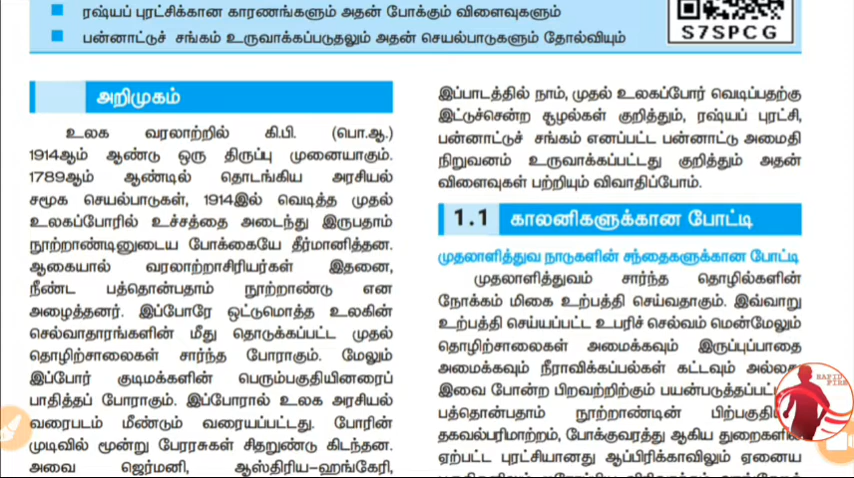 ரஷ்யப் புரட்சிக்கான காரணங்களும் அதன் போக்கும் விளைவுகளும்
பன்னாட்டுச் சங்கம் உருவாக்கப்படுதலும் அதன் செயல்பாடுகளும் தோல்வியும்
S7SPCG
அறிமுகம்
உலக வரலாற்றில் கி.பி. (பொ.ஆ.)
1914ஆம் ஆண்டு ஒரு திருப்பு முனையாகும்.
1789ஆம் ஆண்டில் தொடங்கிய அரசியல்
சமூக செயல்பாடுகள், 1914இல் வெடித்த முதல்
உலகப்போரில் உச்சத்தை அடைந்து இருபதாம்
நூற்றாண்டினுடைய போக்கையே தீர்மானித்தன.
ஆகையால் வரலாற்றாசிரியர்கள் இதனை,
நீண்ட பத்தொன்பதாம் நூற்றாண்டு என
அழைத்தனர். இப்போரே ஒட்டுமொத்த உலகின்
செல்வாதாரங்களின் மீது தொடுக்கப்பட்ட முதல்
தொழிற்சாலைகள் சார்ந்த போராகும். மேலும்
இப்போர் குடிமக்களின் பெரும்பகுதியினரைப்
பாதித்தப் போராகும். இப்போரால் உலக அரசியல்
வரைபடம் மீண்டும் வரையப்பட்டது. போரின்
முடிவில் மூன்று பேரரசுகள் சிதறுண்டு கிடந்தன.
அவை ஜெர்மனி, ஆஸ்திரிய–ஹங்கேரி,
இப்பாடத்தில் நாம், முதல் உலகப்போர் வெடிப்பதற்கு
இட்டுச்சென்ற சூழல்கள் குறித்தும், ரஷ்யப் புரட்சி,
பன்னாட்டுச் சங்கம் எனப்பட்ட பன்னாட்டு அமைதி
நிறுவனம் உருவாக்கப்பட்டது குறித்தும் அதன்
விளைவுகள் பற்றியும் விவாதிப்போம்.
1.1 காலனிகளுக்கான போட்டி
முதலாளித்துவ நாடுகளின் சந்தைகளுக்கான போட்டி
முதலாளித்துவம் சார்ந்த தொழில்களின்
நோக்கம் மிகை உற்பத்தி செய்வதாகும். இவ்வாறு
உற்பத்தி செய்யப்பட்ட உபரிச் செல்வம் மென்மேலும்
தொழிற்சாலைகள் அமைக்கவும் இருப்புப்பாதை
அமைக்கவும் நீராவிக்கப்பல்கள் கட்டவும்
இவை போன்ற பிறவற்றிற்கும்
பத்தொன்பதாம் நூற்றாண்டின்
தகவல்பரிமாற்றம், போக்குவரத்து ஆகிய துறைகளில்
ஏற்பட்ட புரட்சியானது ஆப்பிரிக்காவிலும் ஏனைய